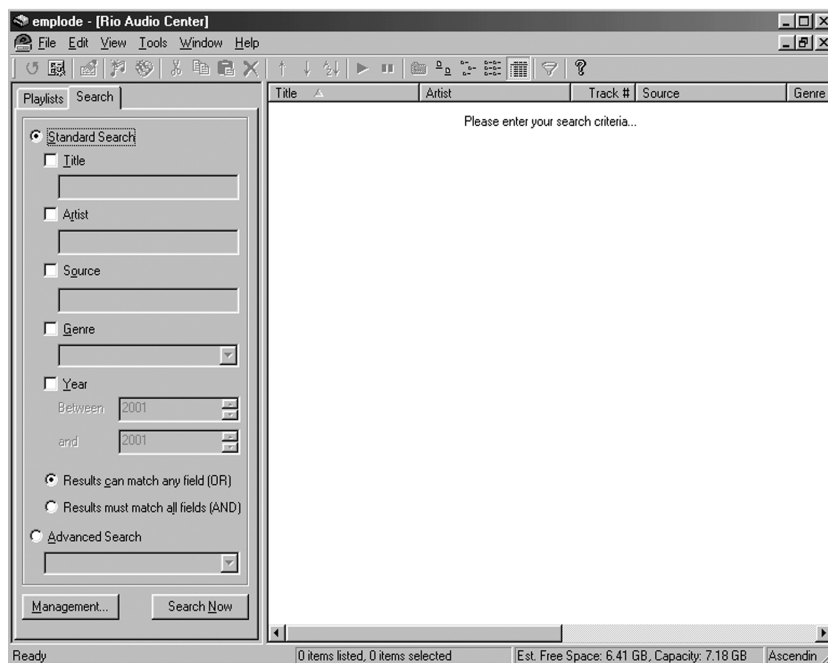 emplode - [Rio Audio Center]
File Edit View Tools Window Help
Playlists Search
Title Artist Track # Source Genre
Please enter your search criteria...
Standard Search
Title
Artist
Source
Genre
Year
Between 2001
and 2001
Results can match any field (OR)
Results must match all fields (AND)
Advanced Search
Management... Search Now
Ready 0 items listed, 0 items selected Est. Free Space: 6.41 GB, Capacity: 7.18 GB Ascendin